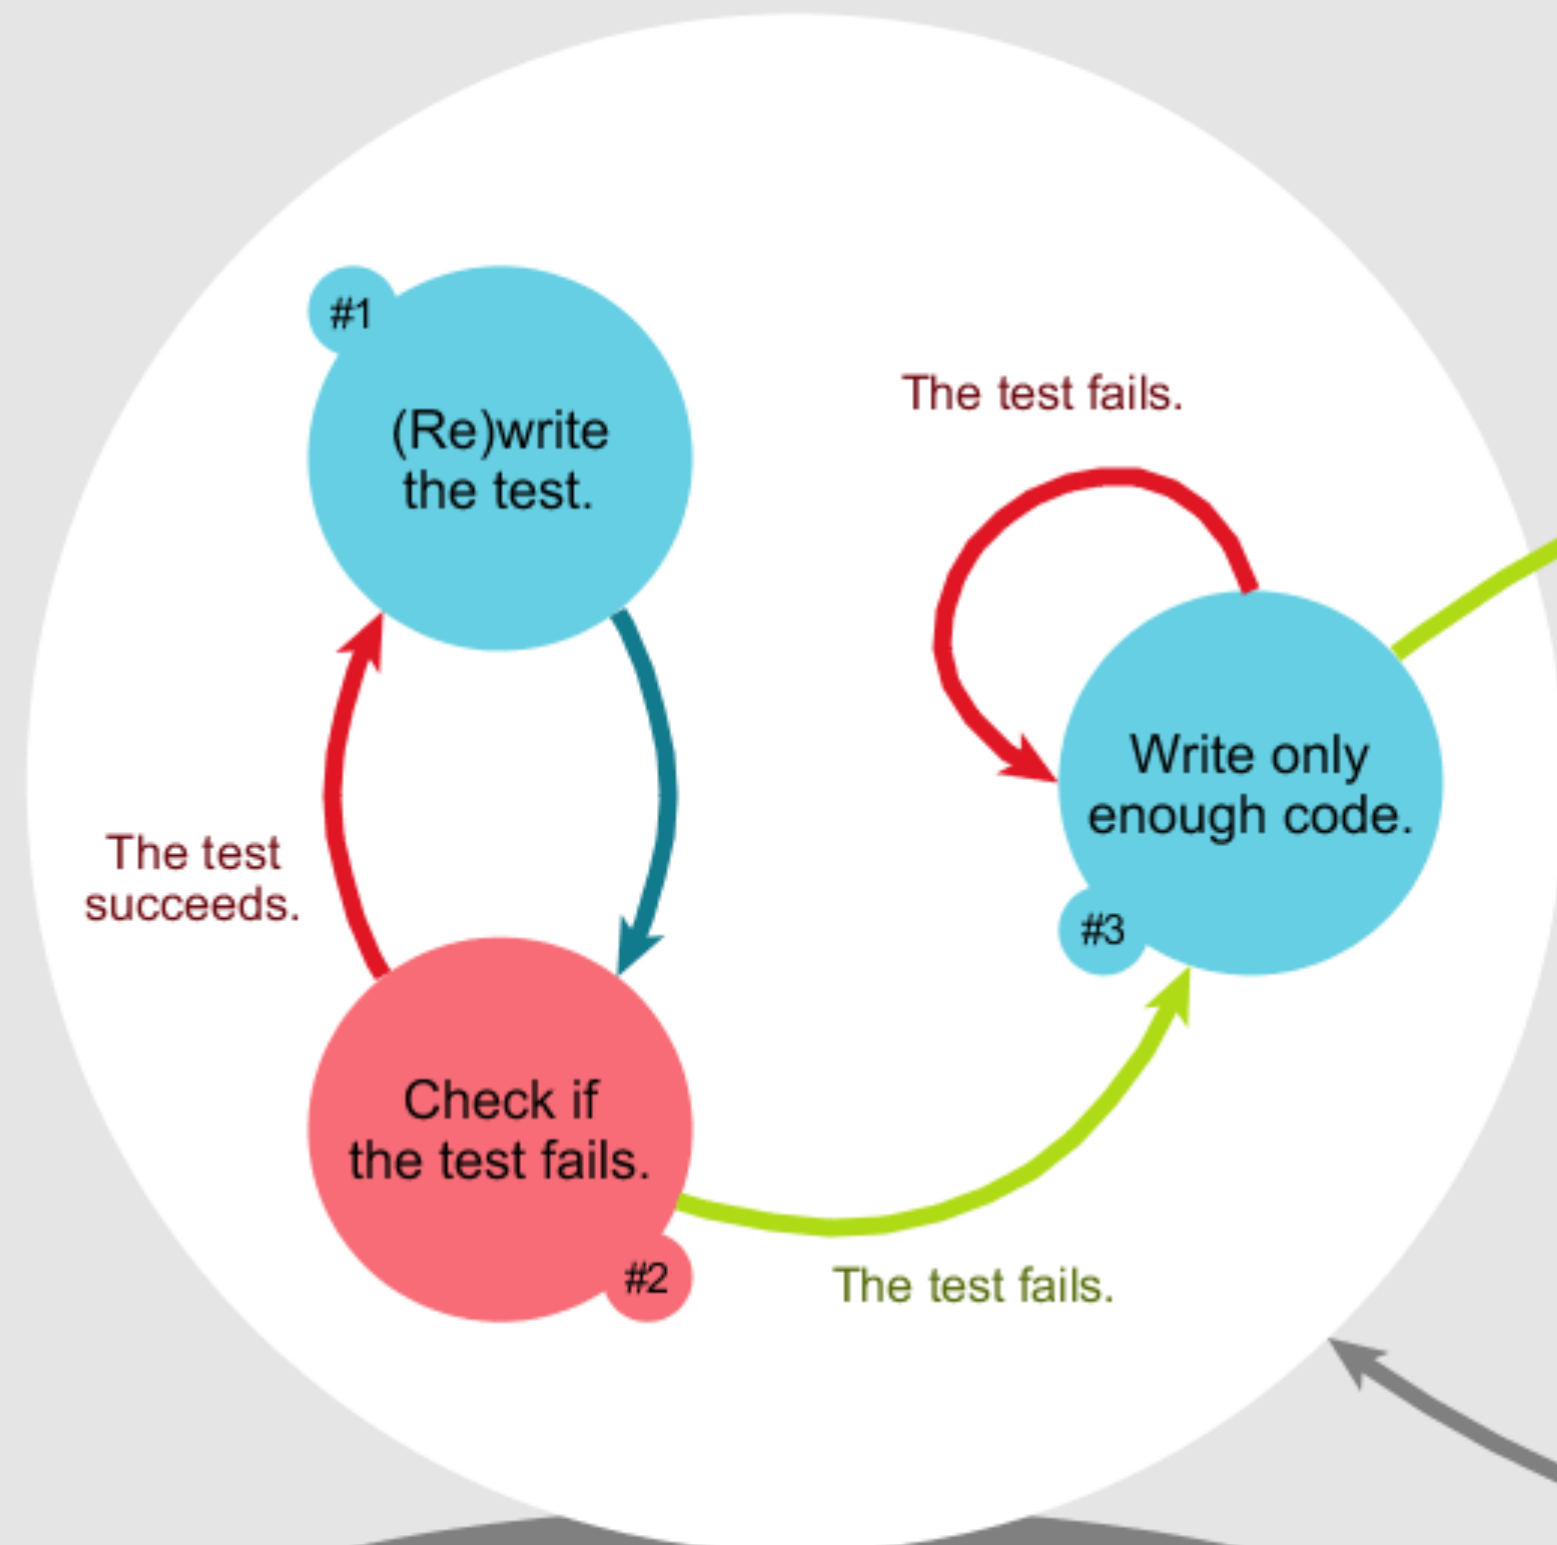 #1
(Re)write
the test.
The test fails.
Write only
enough code.
#3
The test
succeeds.
Check if
the test fails.
#2
The test fails.